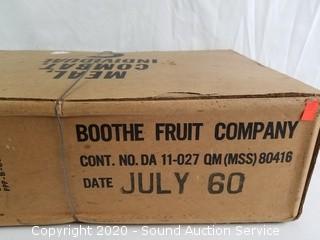 MEAL
COMBAT
INDIVIDUAL
BOOTHE FRUIT COMPANY
CONT. NO. DA 11-027 QM (MSS) 80416
DATE JULY 60
Copyright 2020 - Sound Auction Service